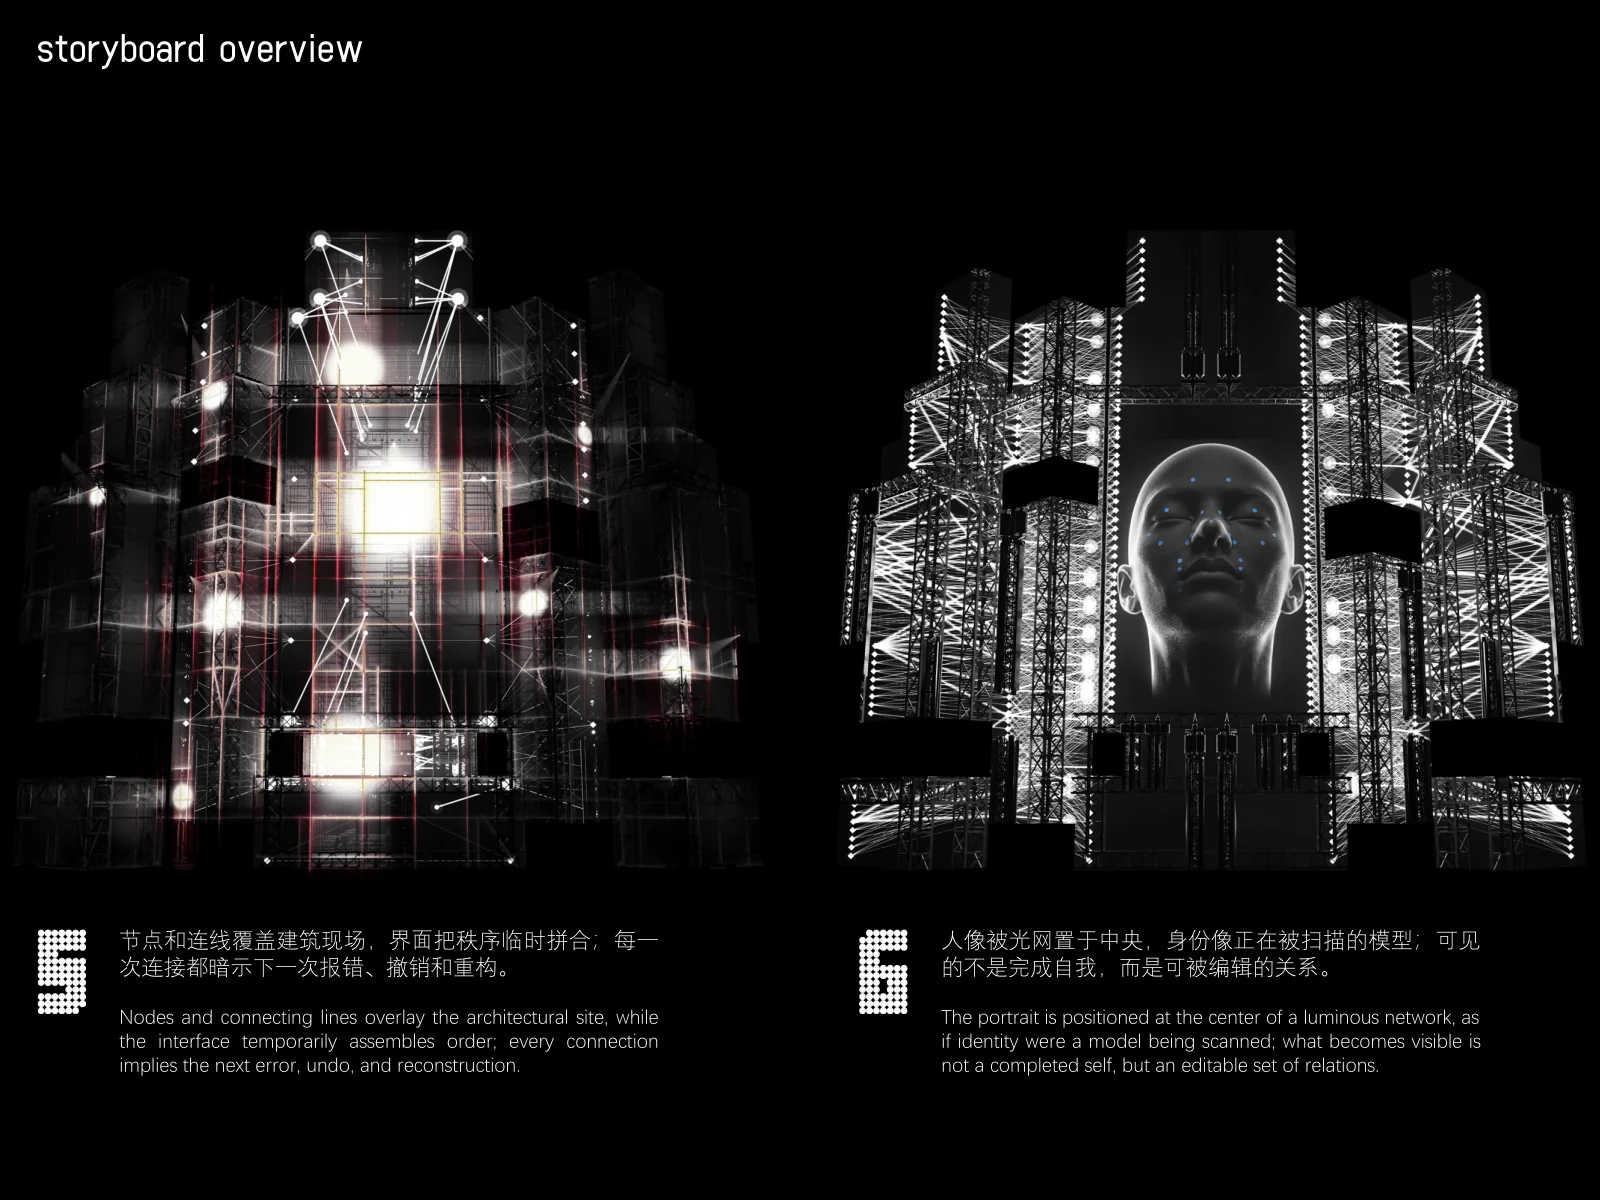 storyboard overview
5
节点和连线覆盖建筑现场，界面把秩序临时拼合；每一
次连接都暗示下一次报错、撤销和重构。
Nodes and connecting lines overlay the architectural site, while
the interface temporarily assembles order; every connection
implies the next error, undo, and reconstruction.
6
人像被光网置于中央，身份像正在被扫描的模型；可见
的不是完成自我，而是可被编辑的关系。
The portrait is positioned at the center of a luminous network, as
if identity were a model being scanned; what becomes visible is
not a completed self, but an editable set of relations.